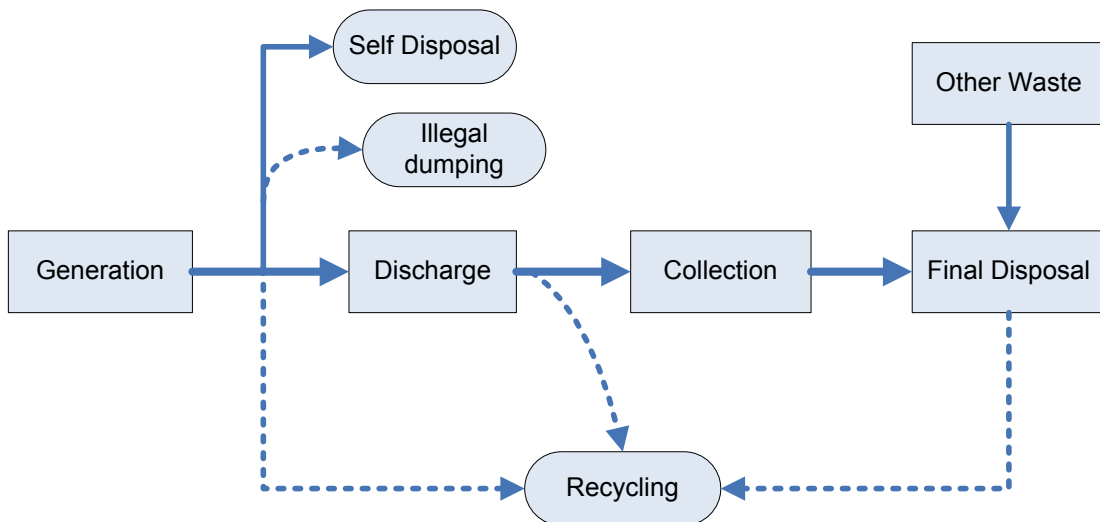 Self Disposal
Other Waste
Illegal
dumping
Generation
Discharge
Collection
Final Disposal
Recycling